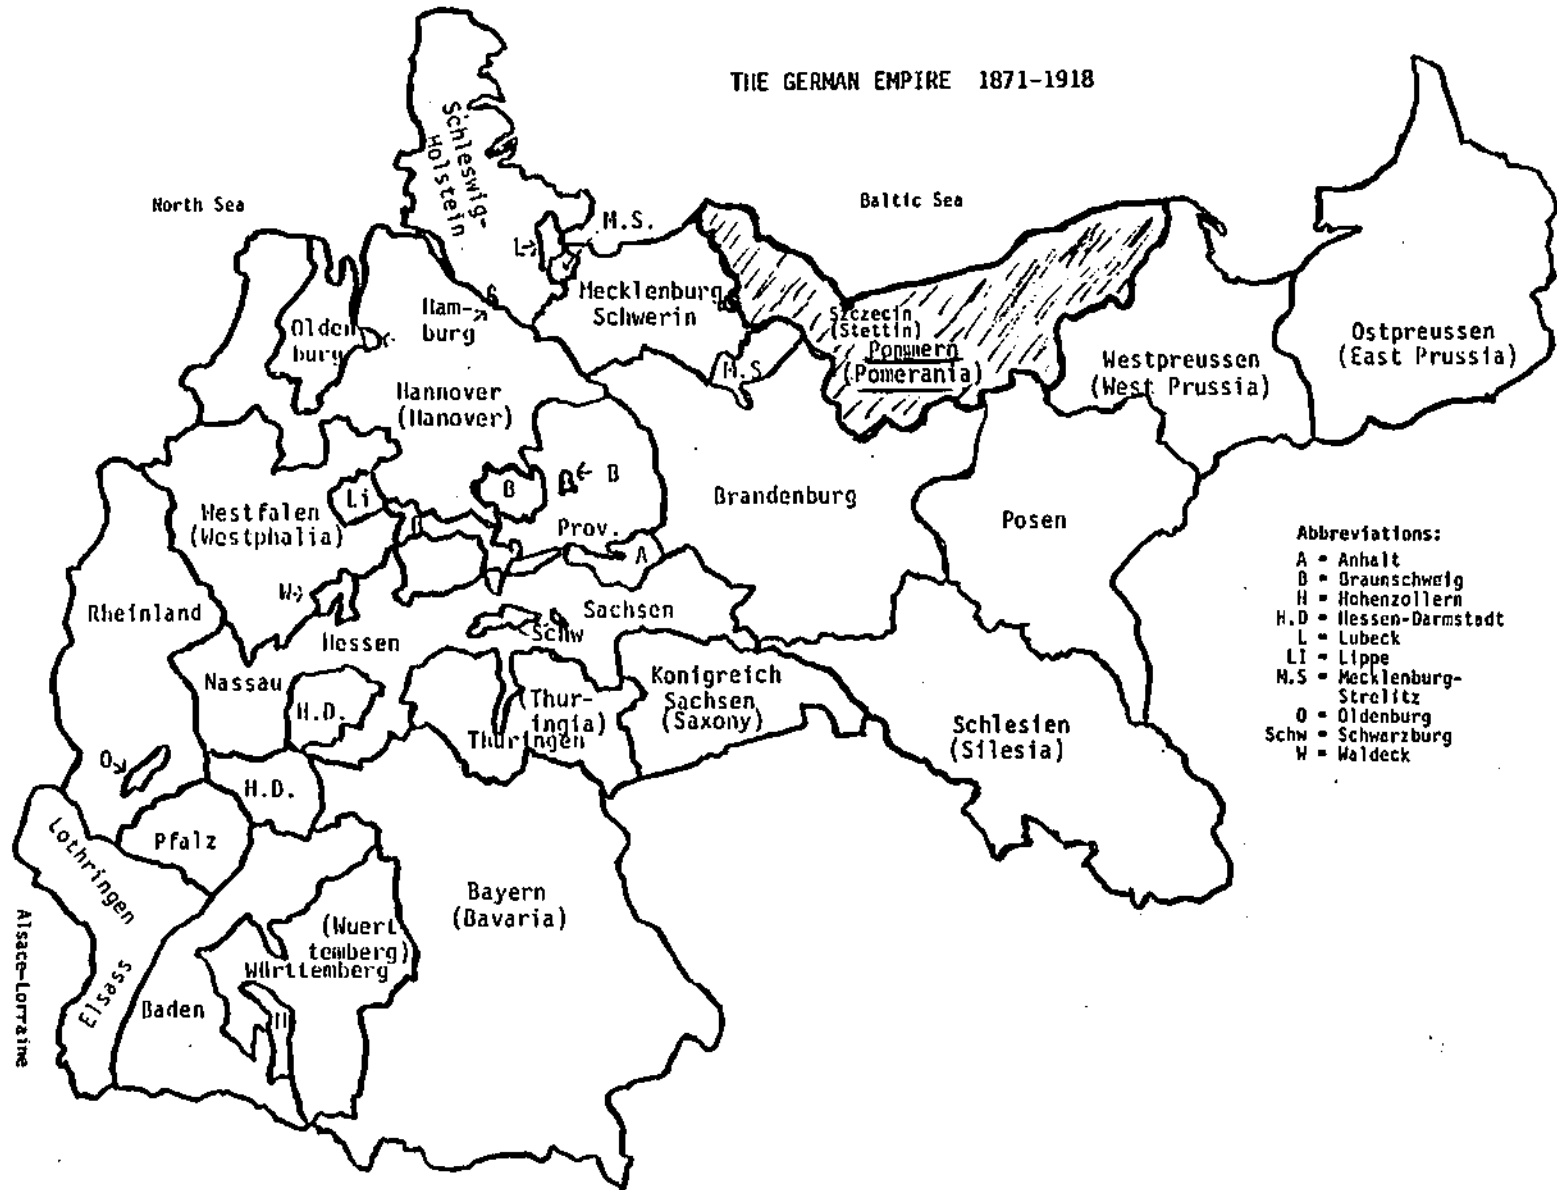 THE GERMAN EMPIRE 1871-1918
North Sea
Baltic Sea
Schleswig-
Holstein
M.S.
L
Mecklenburg
Schwerin
Ham-
burg
Olden
burg
Szczecin
(Stettin)
Pommern
(Pomerania)
M.S
Westpreussen
(West Prussia)
Ostpreussen
(East Prussia)
Hannover
(Hanover)
B
B
B
Li
Westfalen
(Westphalia)
Brandenburg
Posen
Prov.
A
W
Rheinland
Sachsen
Schw
Hessen
Nassau
H.D.
(Thur-
ingia)
Thuringen
Konigreich
Sachsen
(Saxony)
Schlesien
(Silesia)
O
H.D.
Pfalz
Lothringen
Elsass
Alsace-Lorraine
Bayern
(Bavaria)
(Wuert
temberg)
Württemberg
Baden
H
Abbreviations:
A = Anhalt
B = Braunschweig
H = Hohenzollern
H.D = Hessen-Darmstadt
L = Lubeck
LI = Lippe
M.S = Mecklenburg-
Strelitz
O = Oldenburg
Schw = Schwarzburg
W = Waldeck